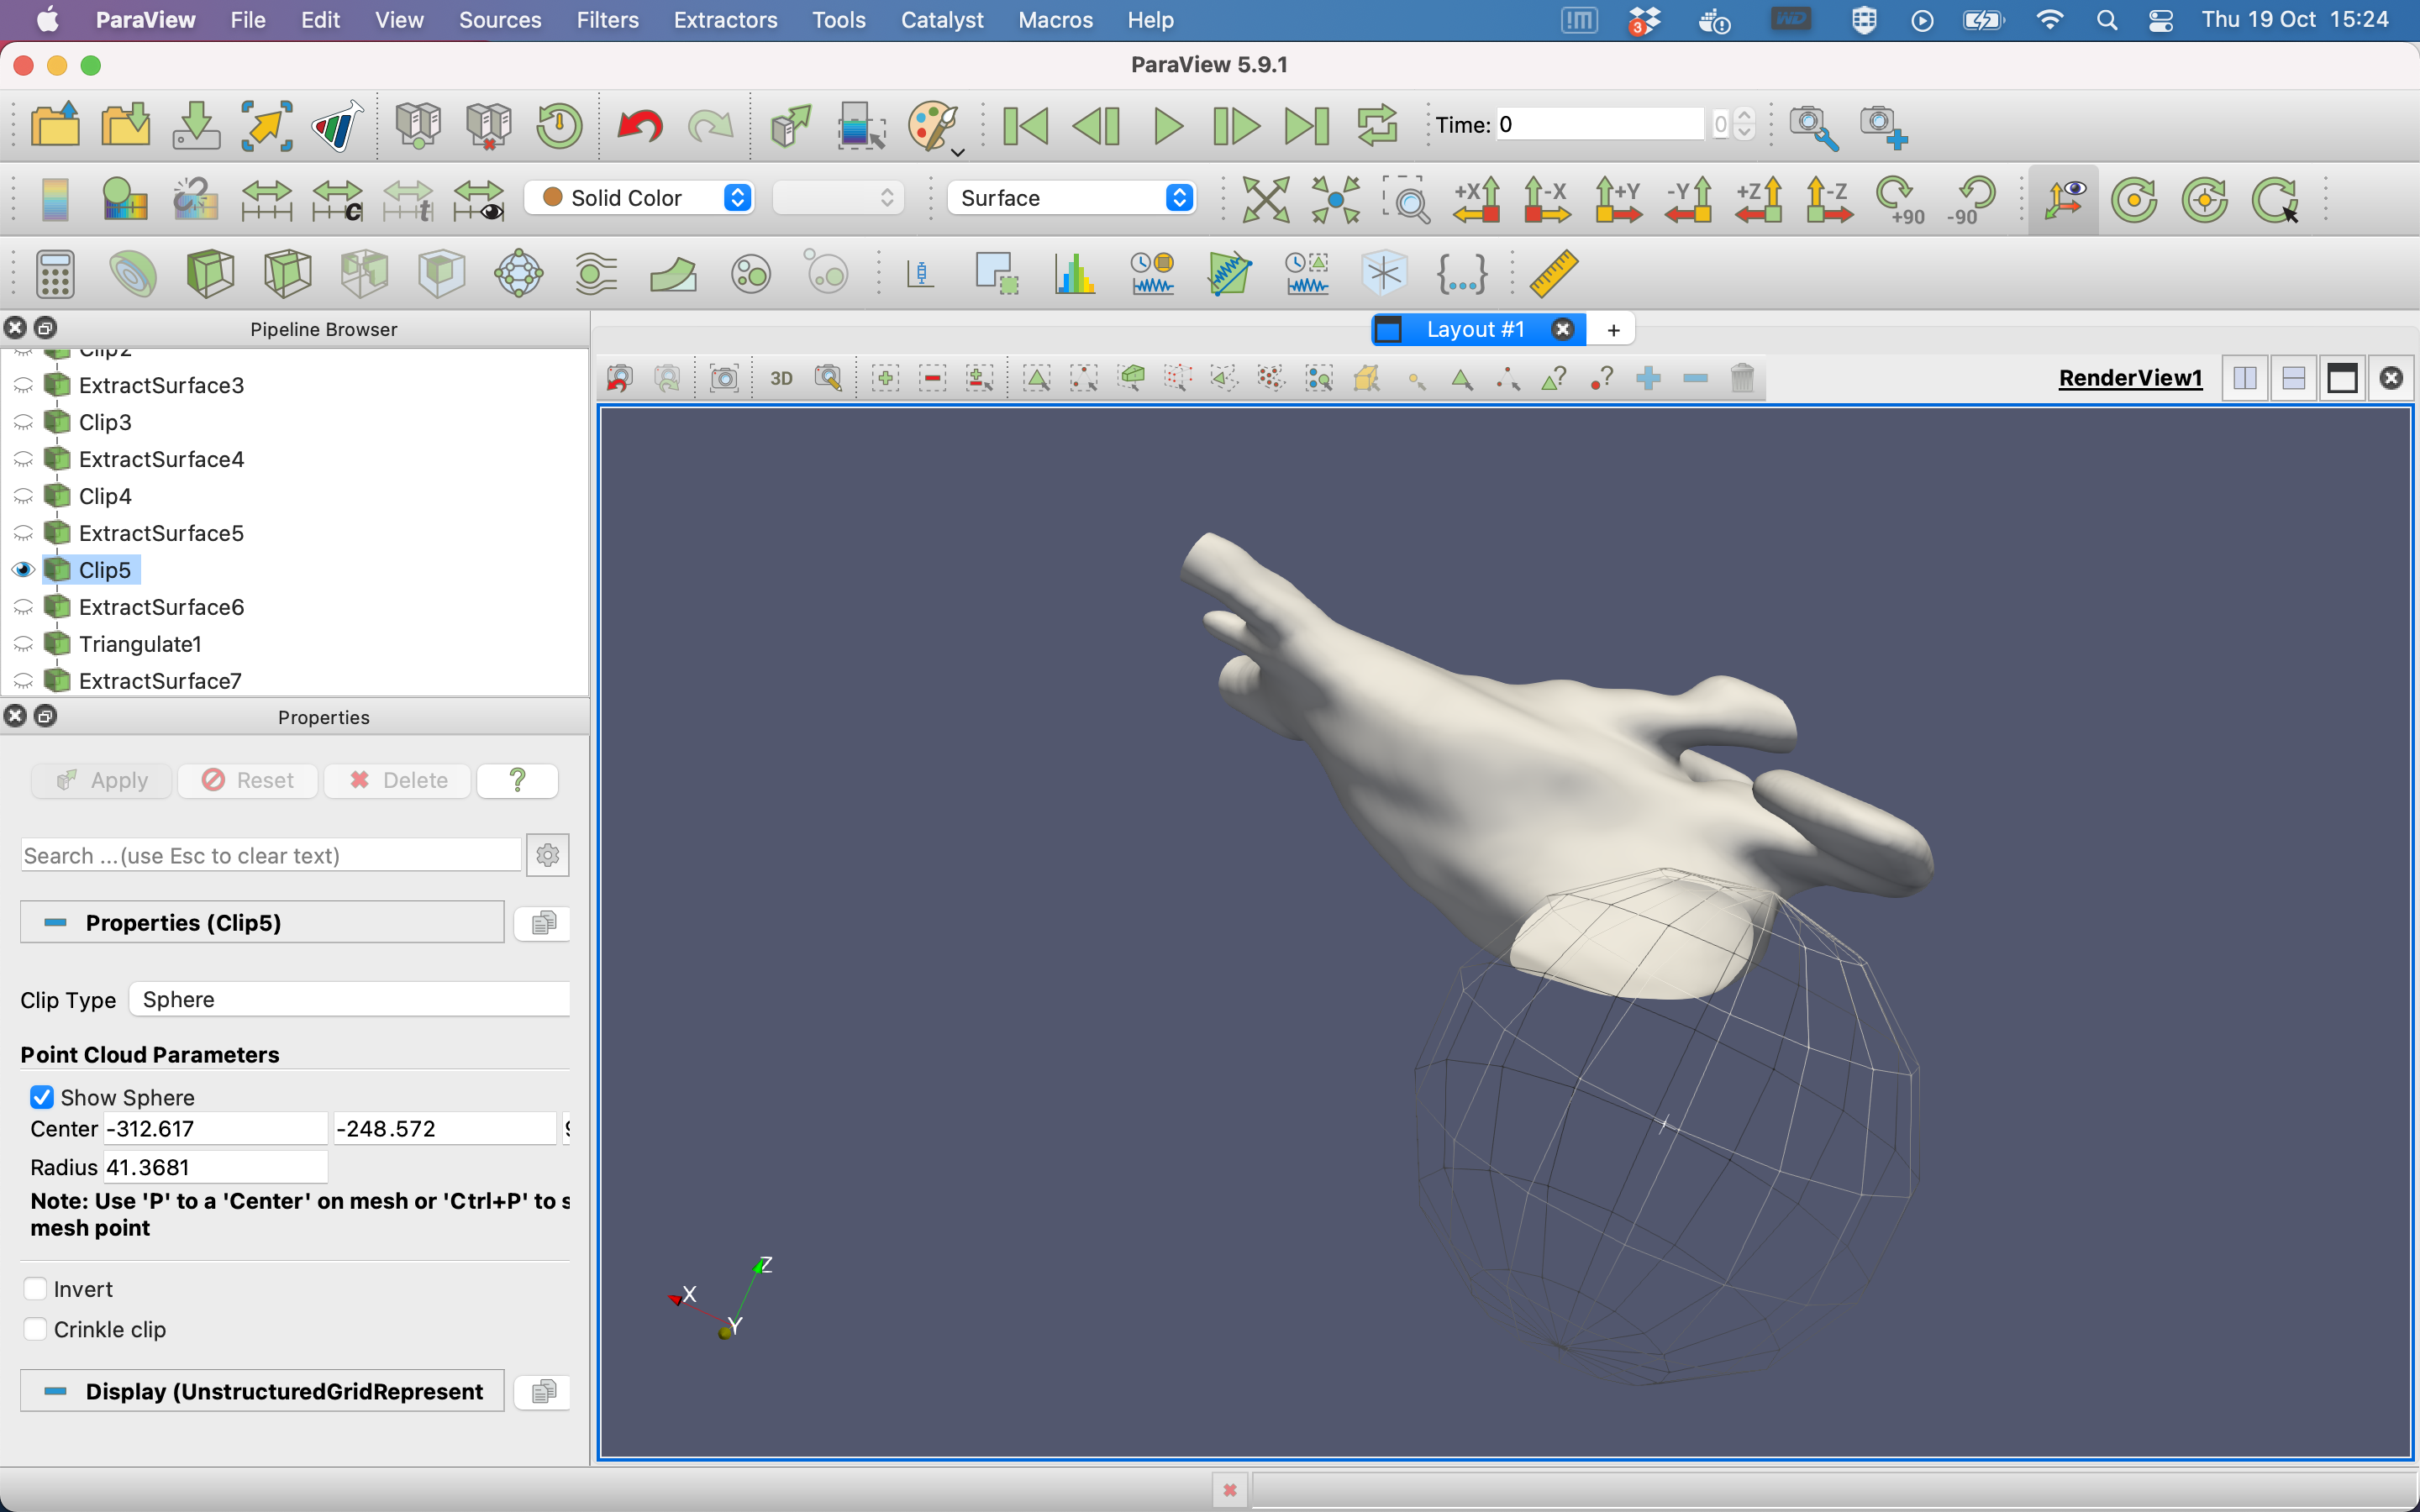 ParaView File Edit View Sources Filters Extractors Tools Catalyst Macros Help 3 WD Thu 19 Oct 15:24
ParaView 5.9.1
Time: 0 0
c t Solid Color Surface +X -X +Y -Y +Z -Z +90 -90
{...}
Pipeline Browser
Layout #1 +
Clip2
ExtractSurface3
3D
RenderView1
Clip3
ExtractSurface4
Clip4
ExtractSurface5
Clip5
ExtractSurface6
Triangulate1
ExtractSurface7
Properties
Apply Reset Delete ?
Search ...(use Esc to clear text)
Properties (Clip5)
Clip Type Sphere
Point Cloud Parameters
Show Sphere
Center -312.617 -248.572
Radius 41.3681
Note: Use 'P' to a 'Center' on mesh or 'Ctrl+P' to s
mesh point
Invert
Crinkle clip
Display (UnstructuredGridRepresent
Z
X
Y